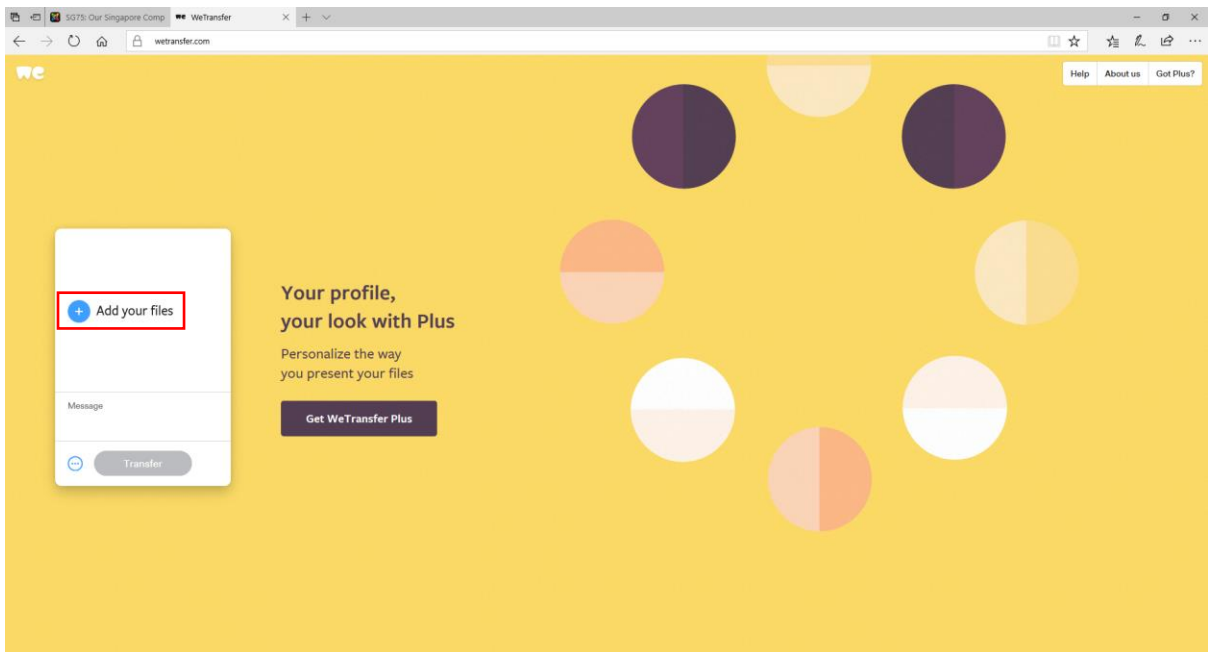 SG75: Our Singapore Comp
we WeTransfer
wetransfer.com
we
Help About us Got Plus?
Add your files
Message
Transfer
Your profile,
your look with Plus
Personalize the way
you present your files
Get WeTransfer Plus